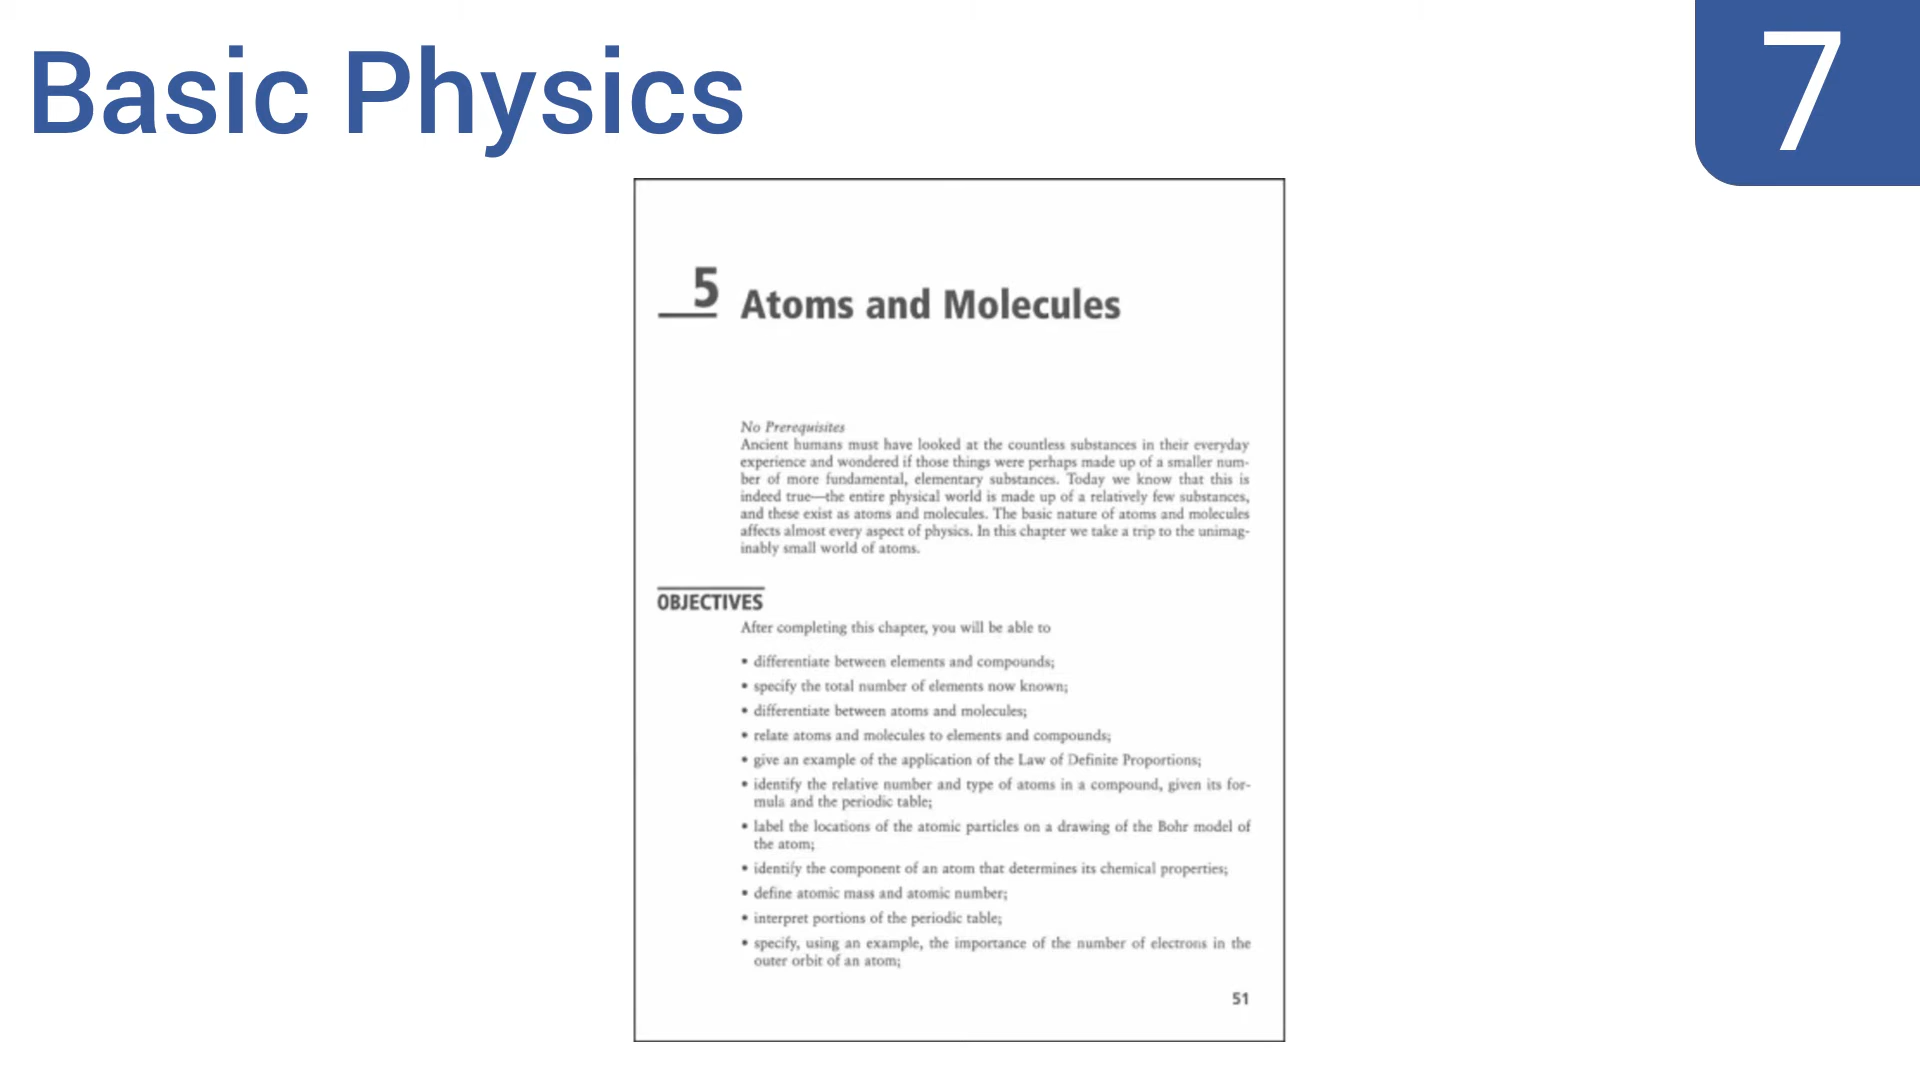 Basic Physics
7
5 Atoms and Molecules
No Prerequisites
Ancient humans must have looked at the countless substances in their everyday
experience and wondered if those things were perhaps made up of a smaller num-
ber of more fundamental, elementary substances. Today we know that this is
indeed true—the entire physical world is made up of a relatively few substances,
and these exist as atoms and molecules. The basic nature of atoms and molecules
affects almost every aspect of physics. In this chapter we take a trip to the unimag-
inably small world of atoms.
OBJECTIVES
After completing this chapter, you will be able to
• differentiate between elements and compounds;
• specify the total number of elements now known;
• differentiate between atoms and molecules;
• relate atoms and molecules to elements and compounds;
• give an example of the application of the Law of Definite Proportions;
• identify the relative number and type of atoms in a compound, given its for-
mula and the periodic table;
• label the locations of the atomic particles on a drawing of the Bohr model of
the atom;
• identify the component of an atom that determines its chemical properties;
• define atomic mass and atomic number;
• interpret portions of the periodic table;
• specify, using an example, the importance of the number of electrons in the
outer orbit of an atom;
51